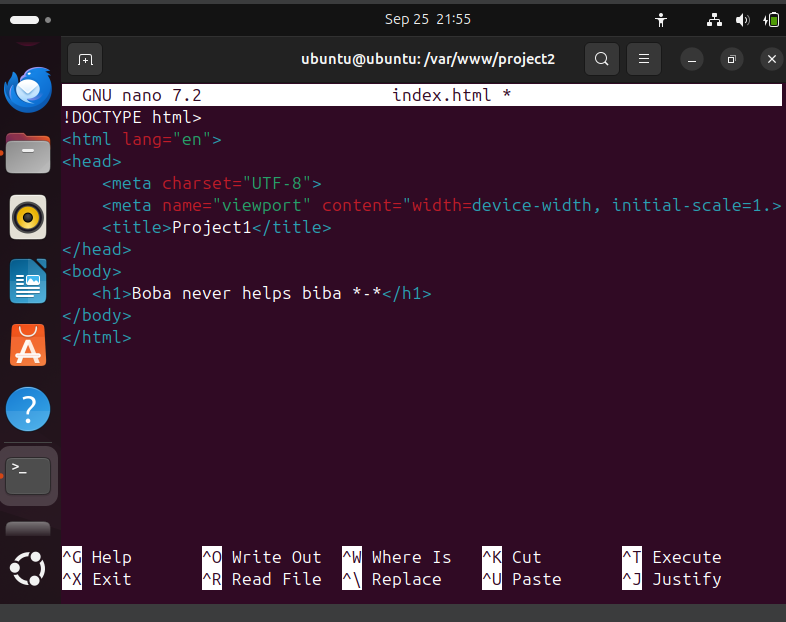 Sep 25 21:55
ubuntu@ubuntu: /var/www/project2
GNU nano 7.2 index.html *
!DOCTYPE html>
<html lang="en">
<head>
    <meta charset="UTF-8">
    <meta name="viewport" content="width=device-width, initial-scale=1.>
    <title>Project1</title>
</head>
<body>
   <h1>Boba never helps biba *-*</h1>
</body>
</html>
^G Help ^O Write Out ^W Where Is ^K Cut ^T Execute
^X Exit ^R Read File ^\ Replace ^U Paste ^J Justify